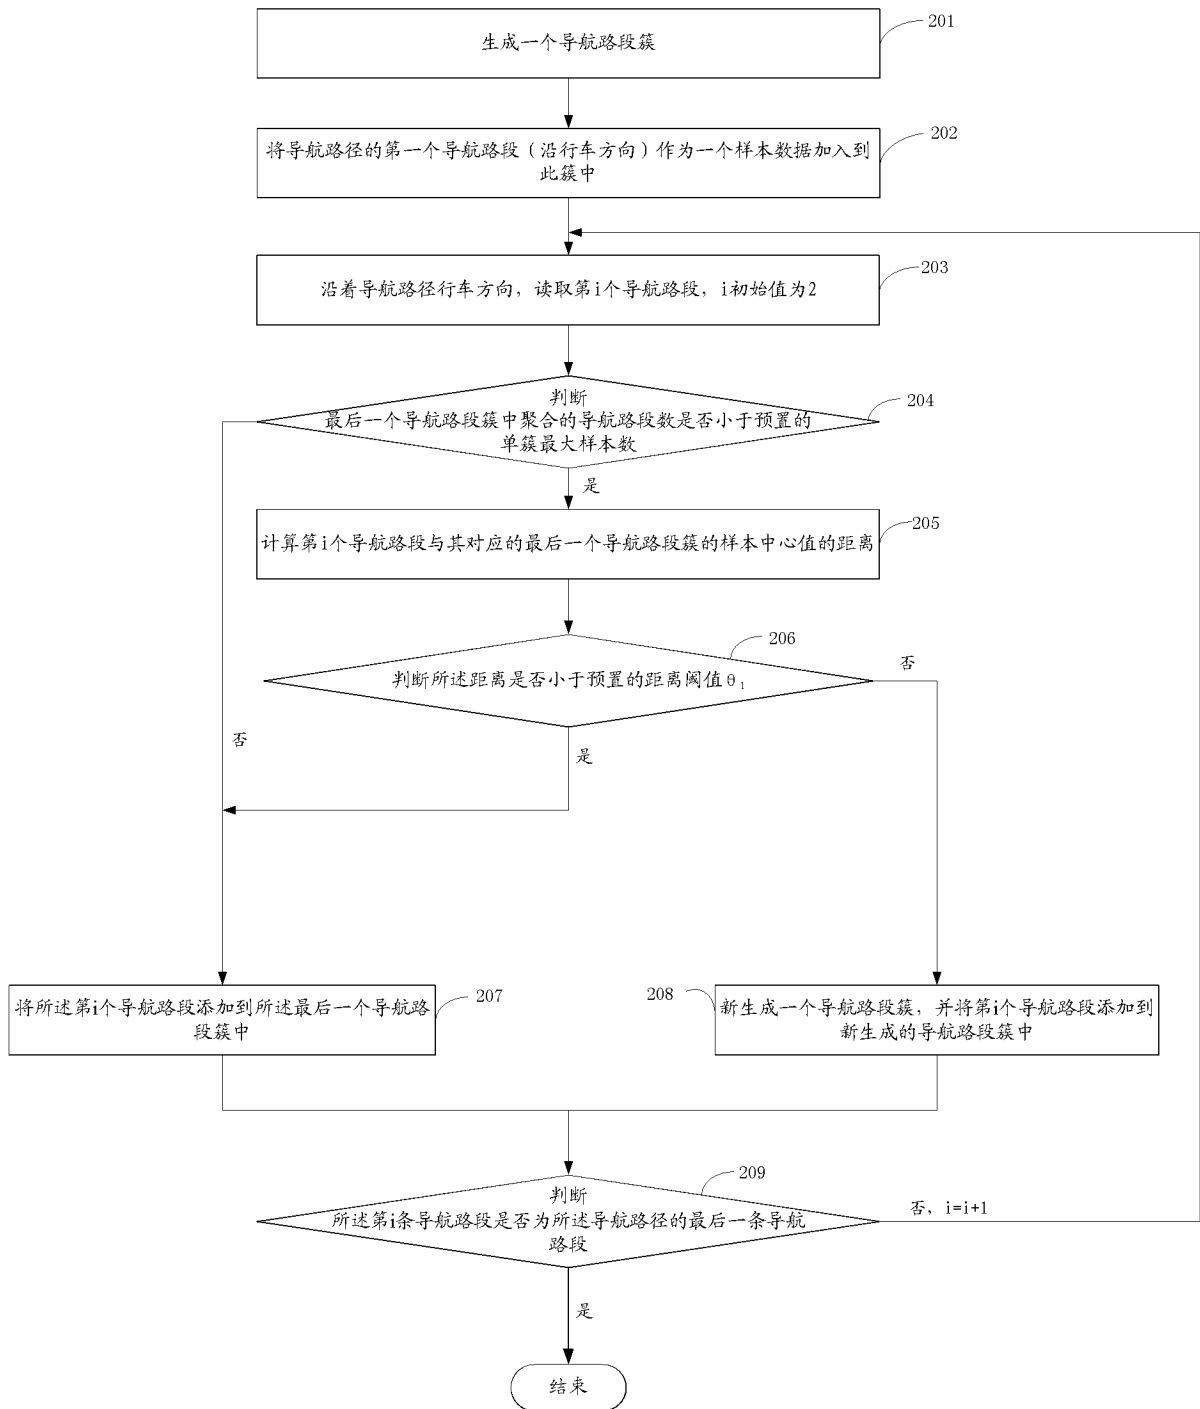 生成一个导航路段簇
201
将导航路径的第一个导航路段（沿行车方向）作为一个样本数据加入到
此簇中
202
沿着导航路径行车方向，读取第i个导航路段，i初始值为2
203
判断
最后一个导航路段簇中聚合的导航路段数是否小于预置的
单簇最大样本数
204
是
计算第i个导航路段与其对应的最后一个导航路段簇的样本中心值的距离
205
判断所述距离是否小于预置的距离阈值θ₁
206
否
否
是
将所述第i个导航路段添加到所述最后一个导航路
段簇中
207
208
新生成一个导航路段簇，并将第i个导航路段添加到
新生成的导航路段簇中
判断
所述第i条导航路段是否为所述导航路径的最后一条导航
路段
209
否，i=i+1
是
结束